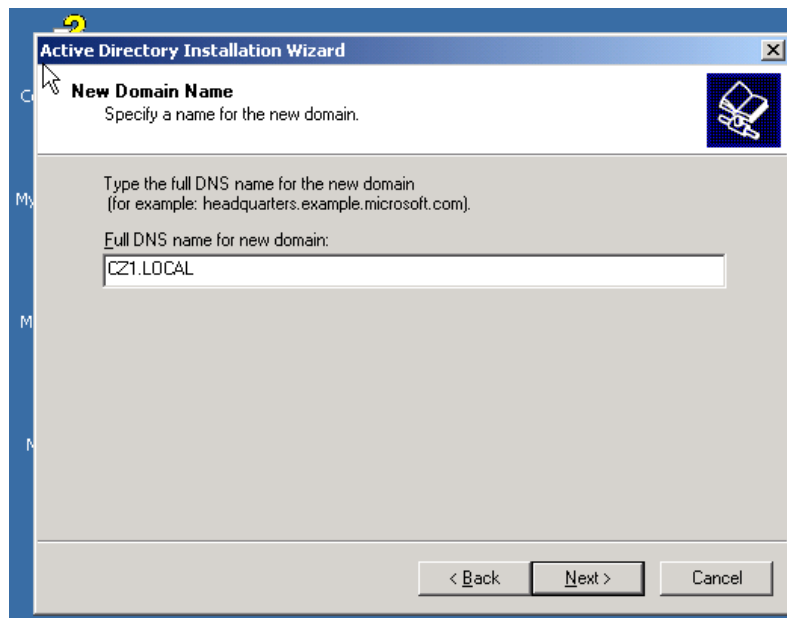 Active Directory Installation Wizard
New Domain Name
Specify a name for the new domain.
Type the full DNS name for the new domain
(for example: headquarters.example.microsoft.com).
Full DNS name for new domain:
CZ1.LOCAL
< Back Next > Cancel